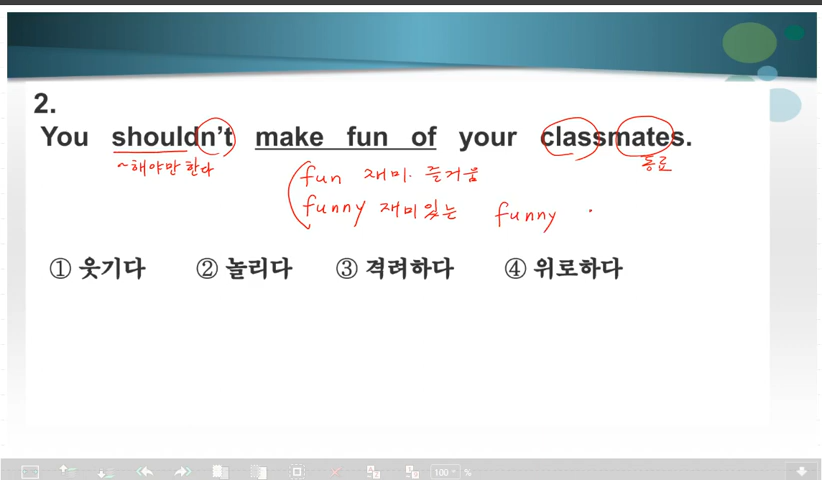 2.
You shouldn't make fun of your classmates.
~해야만 한다
동료
fun 재미. 즐거움
funny 재미있는 funny
① 웃기다 ② 놀리다 ③ 격려하다 ④ 위로하다
100 %